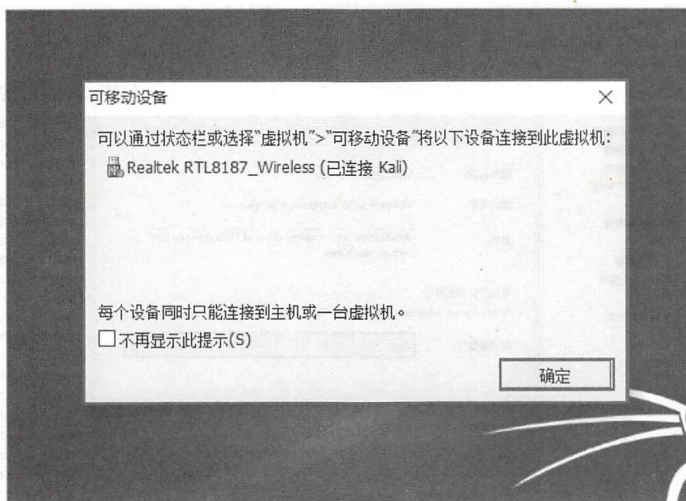 可移动设备
可以通过状态栏或选择"虚拟机">"可移动设备"将以下设备连接到此虚拟机:
Realtek RTL8187_Wireless (已连接 Kali)
每个设备同时只能连接到主机或一台虚拟机。
不再显示此提示(S)
确定